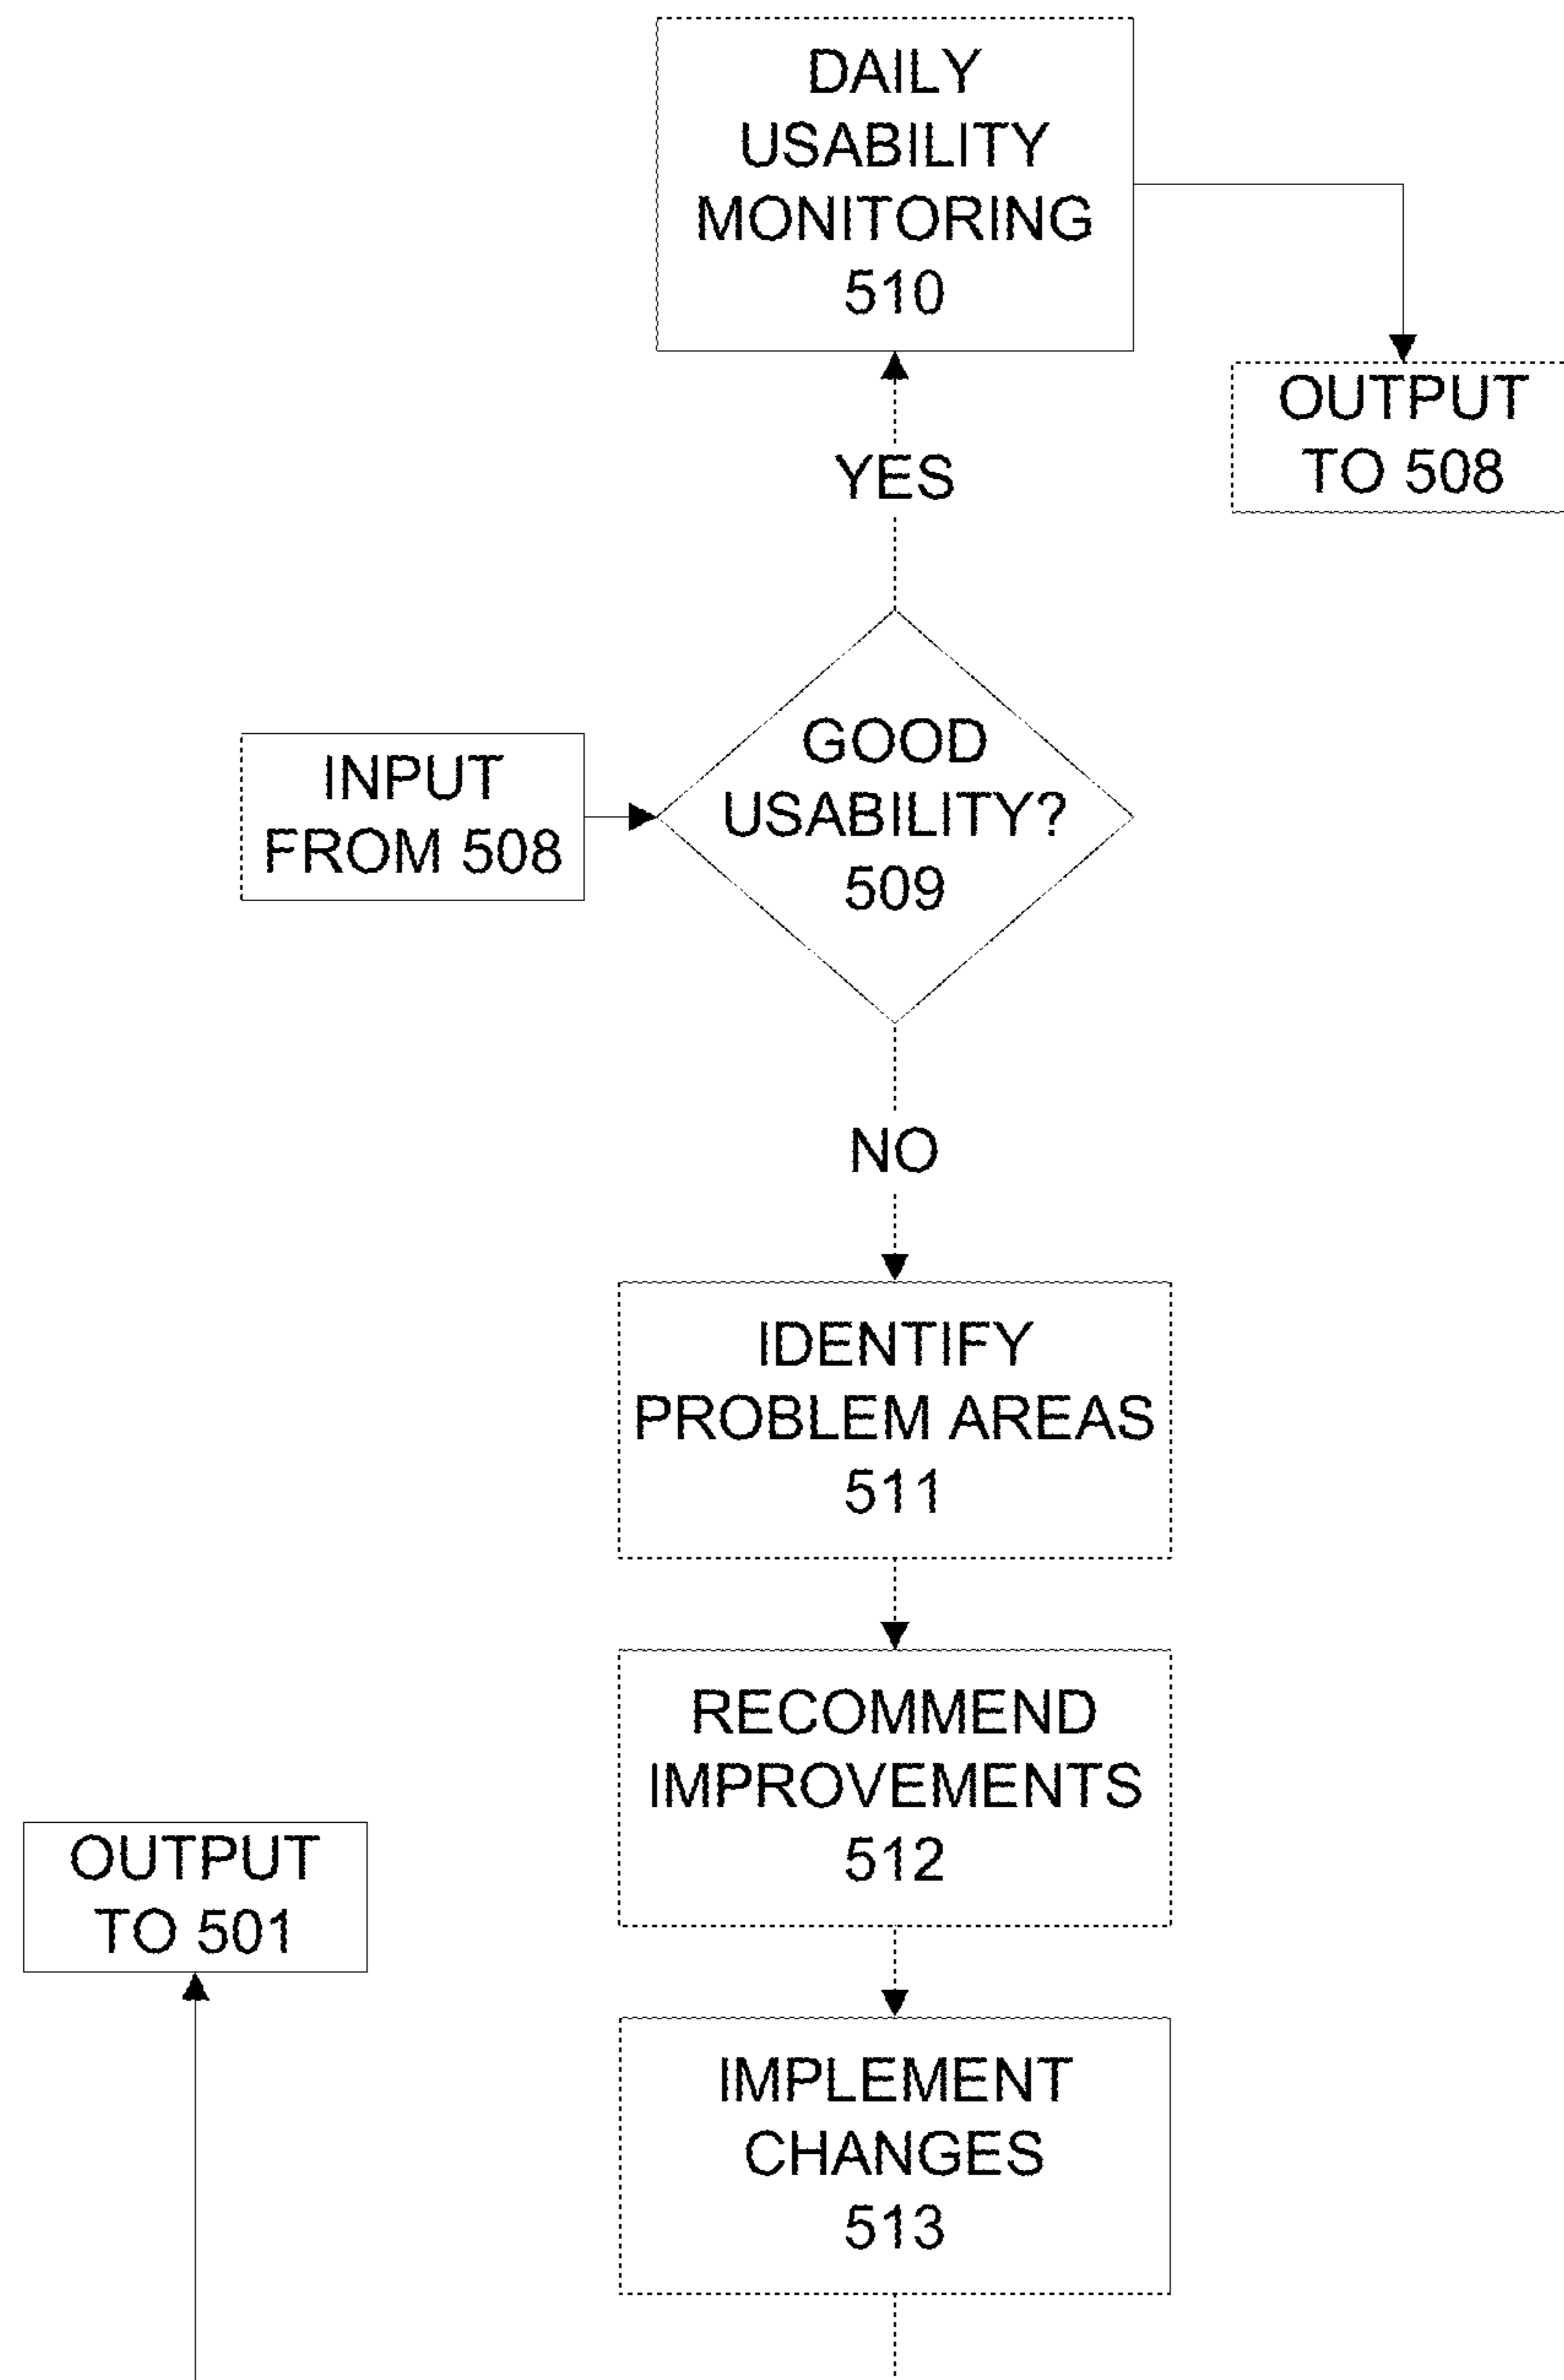 DAILY
USABILITY
MONITORING
510
OUTPUT
TO 508
YES
INPUT
FROM 508
GOOD
USABILITY?
509
NO
IDENTIFY
PROBLEM AREAS
511
RECOMMEND
IMPROVEMENTS
512
OUTPUT
TO 501
IMPLEMENT
CHANGES
513